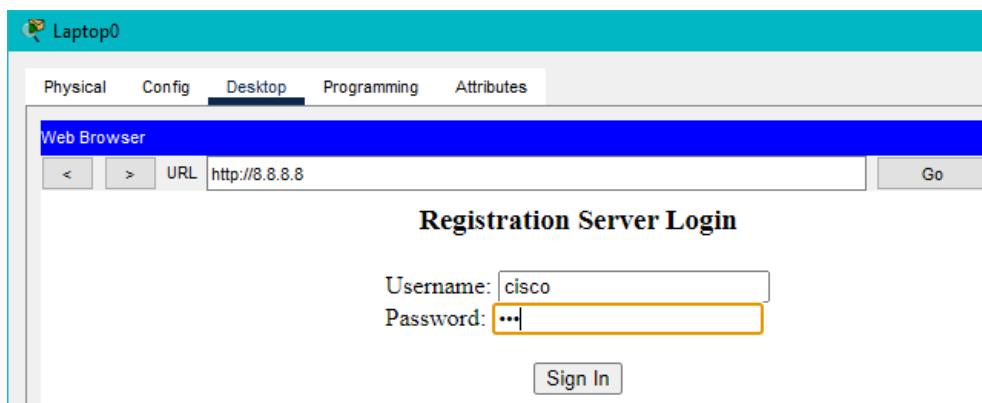 Laptop0
Physical Config Desktop Programming Attributes
Web Browser
< > URL http://8.8.8.8 Go
Registration Server Login
Username: cisco
Password: •••
Sign In